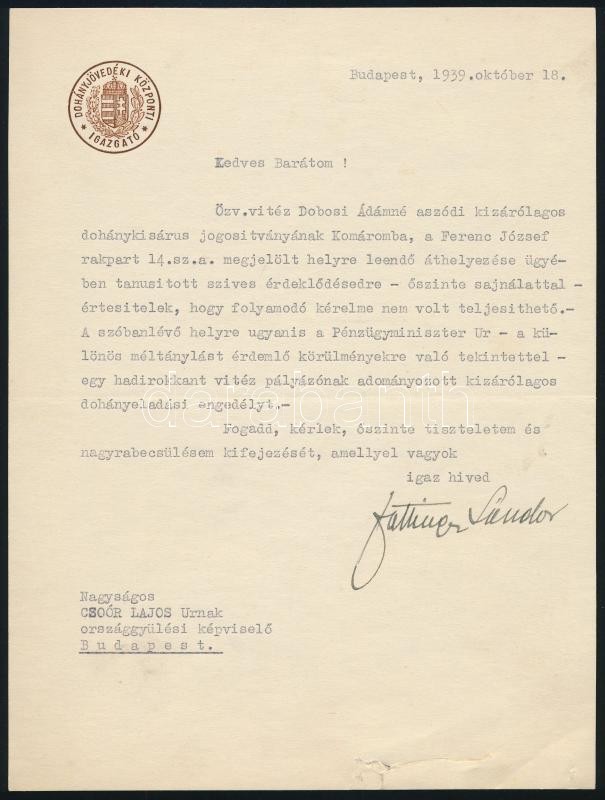 Budapest, 1939.október 18.
DOHÁNYJÖVEDÉKI KÖZPONTI
* IGAZGATÓ *
Kedves Barátom !
Özv.vitéz Dobosi Ádámné aszódi kizárólagos
dohánykisárus jogositványának Komáromba, a Ferenc József
rakpart 14.sz.a. megjelölt helyre leendő áthelyezése ügyé-
ben tanusitott szives érdeklődésedre - őszinte sajnálattal -
értesitelek, hogy folyamodó kérelme nem volt teljesithető.-
A szóbanlévő helyre ugyanis a Pénzügyminiszter Ur - a kü-
lönös méltánylást érdemlő körülményekre való tekintettel -
egy hadirokkant vitéz pályázónak adományozott kizárólagos
dohányeladási engedélyt.-
darabanth
Fogadd, kérlek, őszinte tiszteletem és
nagyrabecsülésem kifejezését, amellyel vagyok
igaz hived
Sándor
Nagyságos
CSOÓR LAJOS Urnak
országgyülési képviselő
Budapest.